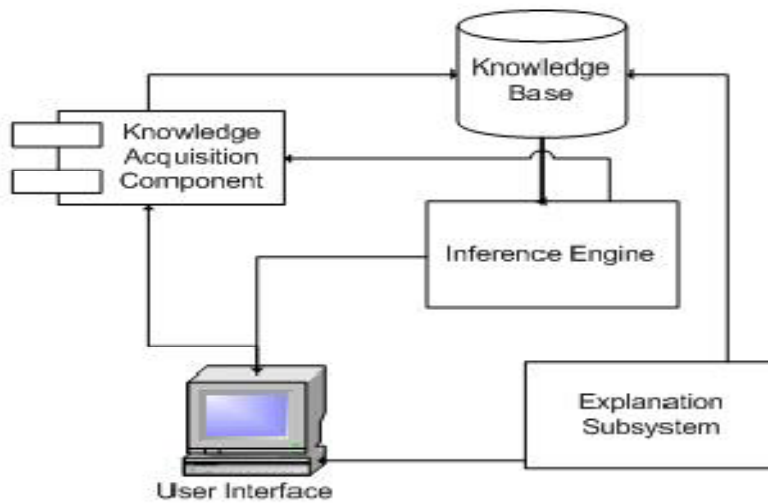 Knowledge
Base
Knowledge
Acquisition
Component
Inference Engine
Explanation
Subsystem
User Interface